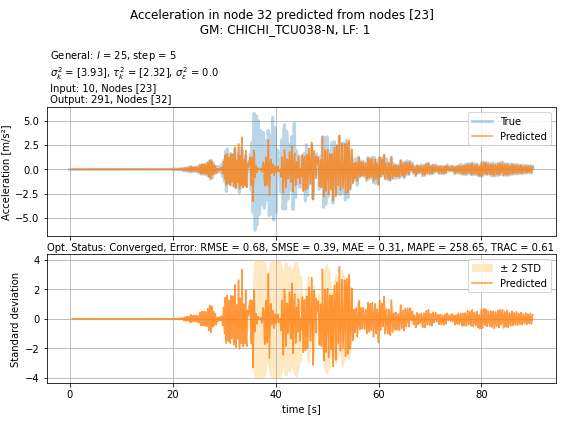 Acceleration in node 32 predicted from nodes [23]
GM: CHICHI_TCU038-N, LF: 1
General: l = 25, step = 5
σ²ₖ = [3.93], τ²ₖ = [2.32], σ²_ε = 0.0
Input: 10, Nodes [23]
Output: 291, Nodes [32]
Acceleration [m/s²]
5.0
2.5
0.0
−2.5
−5.0
True
Predicted
Opt. Status: Converged, Error: RMSE = 0.68, SMSE = 0.39, MAE = 0.31, MAPE = 258.65, TRAC = 0.61
Standard deviation
4
2
0
−2
−4
± 2 STD
Predicted
0 20 40 60 80
time [s]